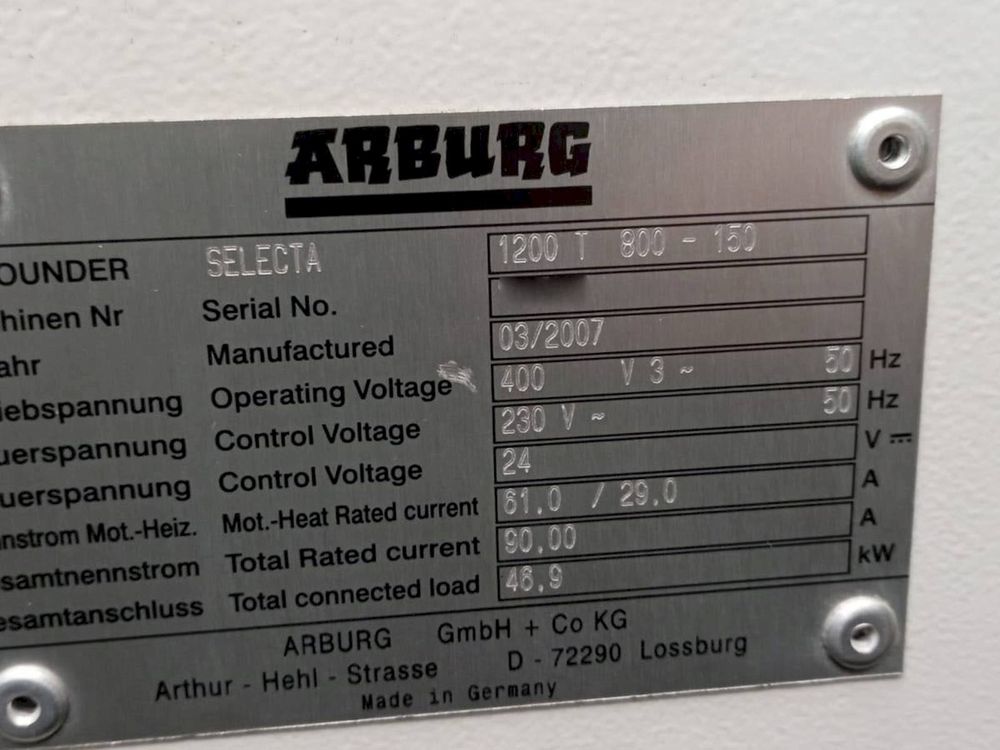 ARBURG
OUNDER SELECTA 1200 T 800 - 150
hinen Nr Serial No.
ahr Manufactured 03/2007
iebspannung Operating Voltage 400 V 3 ~ 50 Hz
uerspannung Control Voltage 230 V ~ 50 Hz
uerspannung Control Voltage 24 V ⎓
nstrom Mot.-Heiz. Mot.-Heat Rated current 61,0 / 29,0 A
samtnennstrom Total Rated current 90,00 A
esamtanschluss Total connected load 46,9 kW
ARBURG GmbH + Co KG
Arthur - Hehl - Strasse D - 72290 Lossburg
Made in Germany